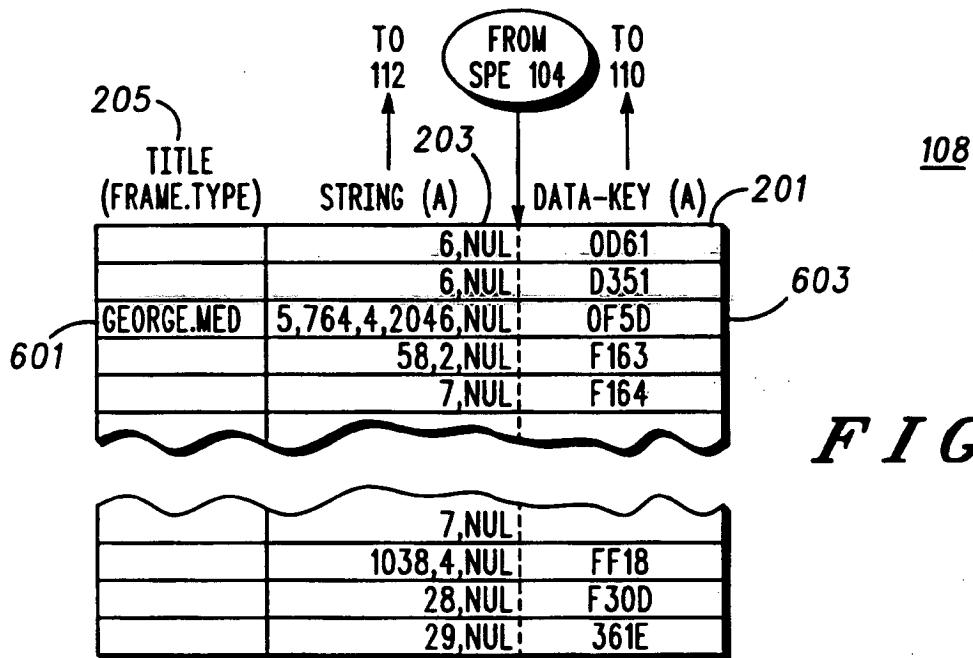 TO
112
FROM
SPE 104
TO
110
205
203
108
TITLE
(FRAME.TYPE)
STRING (A)
DATA-KEY (A)
201
6,NUL 0D61
6,NUL D351
603
GEORGE.MED 5,764,4,2046,NUL 0F5D
601
58,2,NUL F163
7,NUL F164
FIG
7,NUL
1038,4,NUL FF18
28,NUL F30D
29,NUL 361E